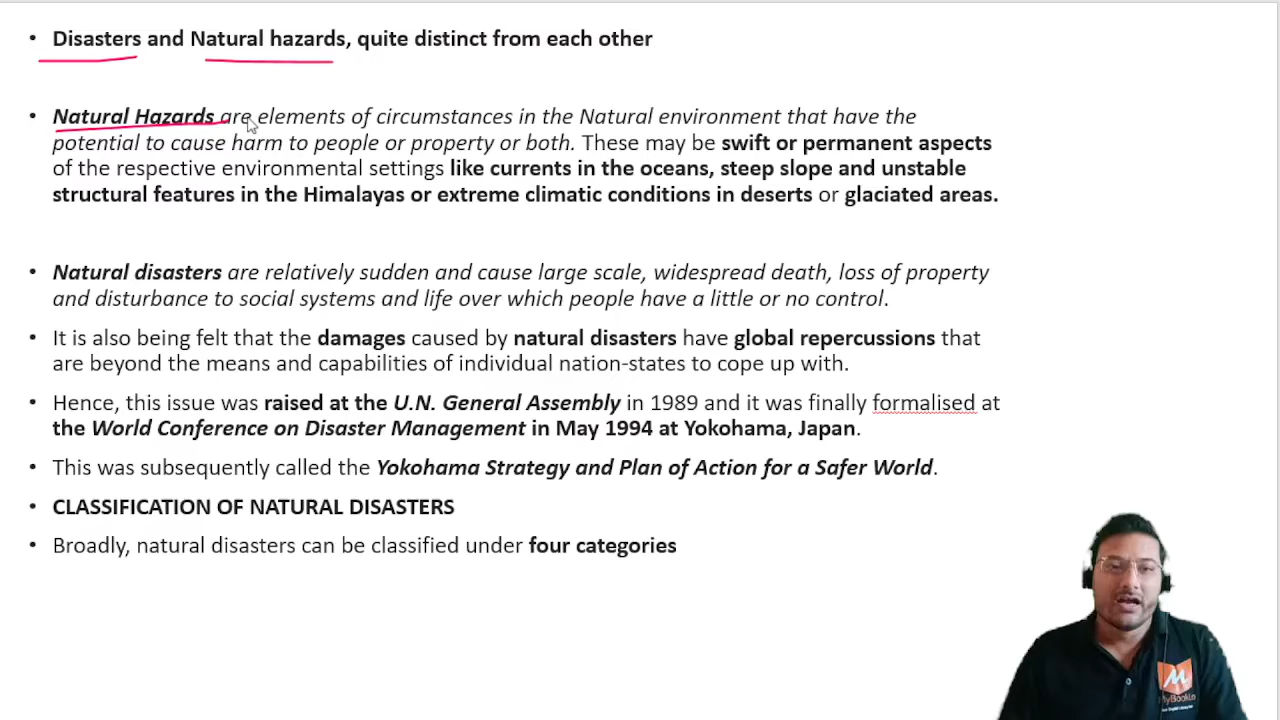 • Disasters and Natural hazards, quite distinct from each other
• Natural Hazards are elements of circumstances in the Natural environment that have the
potential to cause harm to people or property or both. These may be swift or permanent aspects
of the respective environmental settings like currents in the oceans, steep slope and unstable
structural features in the Himalayas or extreme climatic conditions in deserts or glaciated areas.
• Natural disasters are relatively sudden and cause large scale, widespread death, loss of property
and disturbance to social systems and life over which people have a little or no control.
• It is also being felt that the damages caused by natural disasters have global repercussions that
are beyond the means and capabilities of individual nation-states to cope up with.
• Hence, this issue was raised at the U.N. General Assembly in 1989 and it was finally formalised at
the World Conference on Disaster Management in May 1994 at Yokohama, Japan.
• This was subsequently called the Yokohama Strategy and Plan of Action for a Safer World.
• CLASSIFICATION OF NATURAL DISASTERS
• Broadly, natural disasters can be classified under four categories